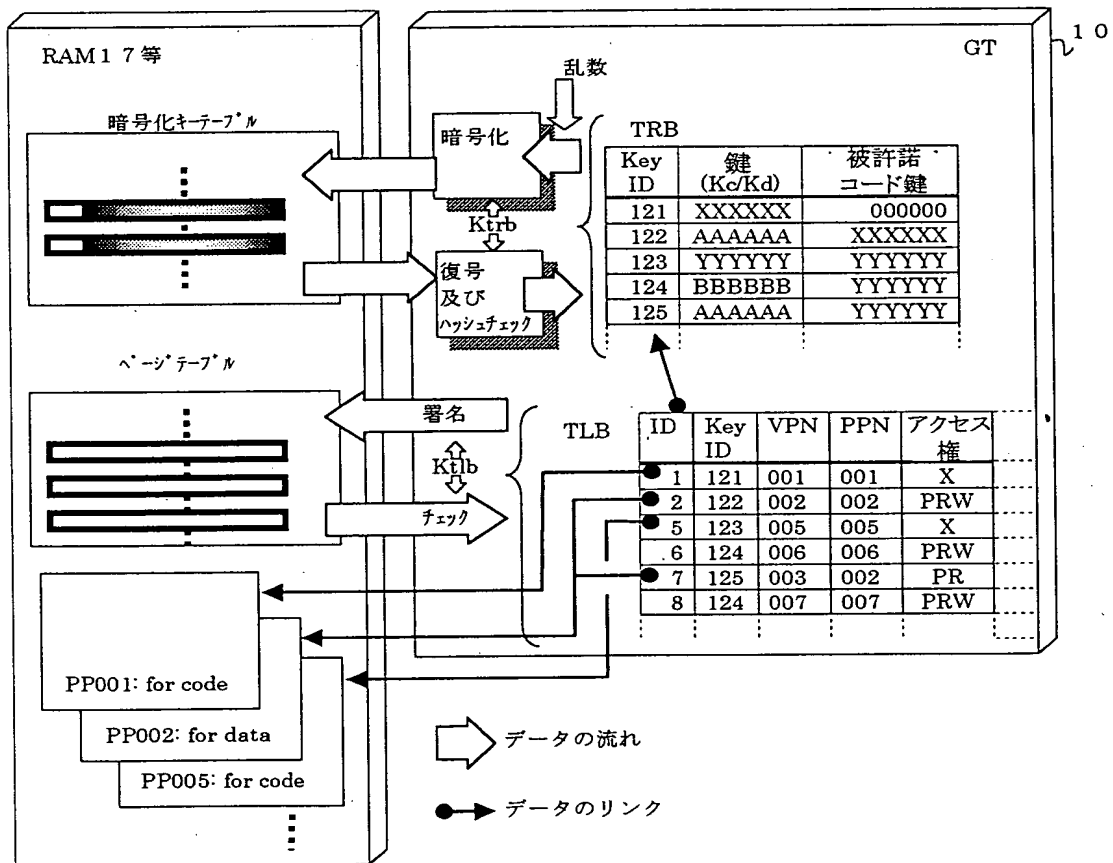 RAM17等
GT
10
乱数
暗号化キーテーブル
暗号化
TRB
Key ID 鍵 (Kc/Kd) 被許諾コード鍵
121 XXXXXX 000000
122 AAAAAA XXXXXX
123 YYYYYY YYYYYY
124 BBBBBB YYYYYY
125 AAAAAA YYYYYY
Ktrb
復号
及び
ハッシュチェック
ページテーブル
署名
Ktlb
チェック
TLB
ID Key ID VPN PPN アクセス権
1 121 001 001 X
2 122 002 002 PRW
5 123 005 005 X
6 124 006 006 PRW
7 125 003 002 PR
8 124 007 007 PRW
PP001: for code
PP002: for data
PP005: for code
データの流れ
データのリンク